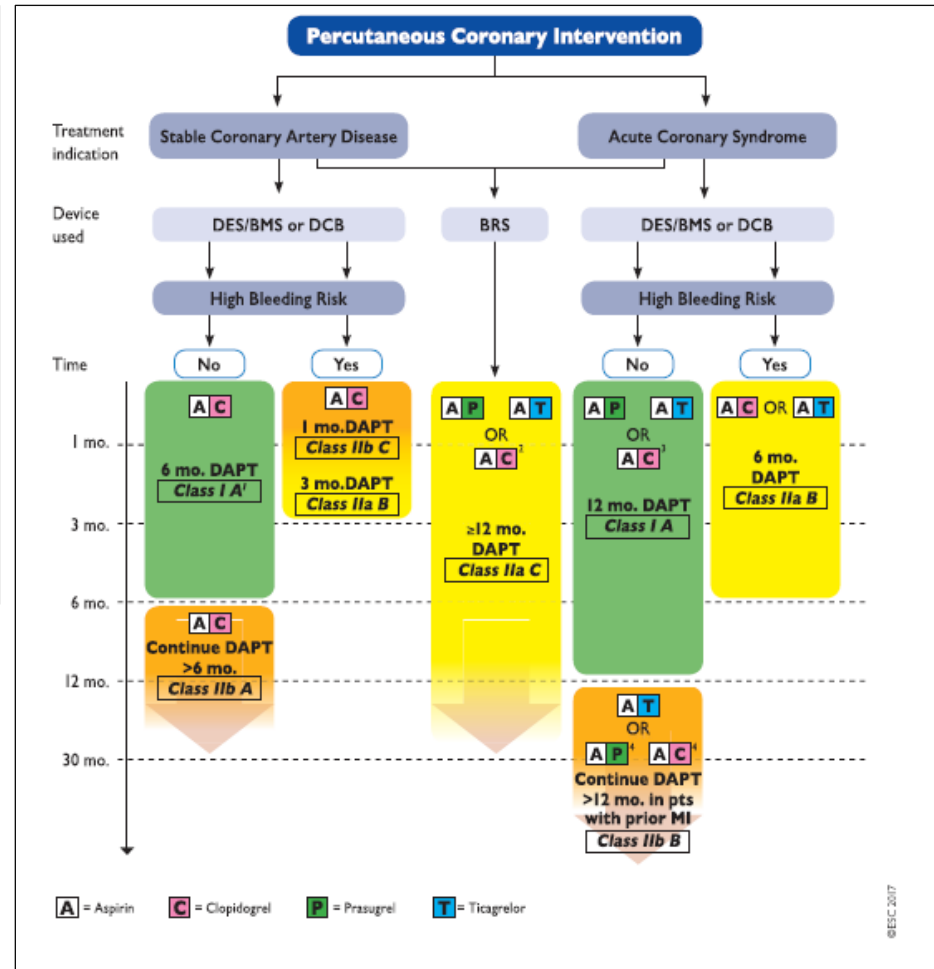 Percutaneous Coronary Intervention
Treatment
indication
Stable Coronary Artery Disease
Acute Coronary Syndrome
Device
used
DES/BMS or DCB
BRS
DES/BMS or DCB
High Bleeding Risk
High Bleeding Risk
Time
No
Yes
No
Yes
1 mo.
3 mo.
6 mo.
12 mo.
30 mo.
A C
6 mo. DAPT
Class I A¹
A C
Continue DAPT
>6 mo.
Class IIb A
A C
1 mo.DAPT
Class IIb C
3 mo.DAPT
Class IIa B
A P A T
OR
A C²
≥12 mo.
DAPT
Class IIa C
A P A T
OR
A C³
12 mo. DAPT
Class I A
A T
OR
A P⁴ A C⁴
Continue DAPT
>12 mo. in pts
with prior MI
Class IIb B
A C OR A T
6 mo.
DAPT
Class IIa B
A = Aspirin C = Clopidogrel P = Prasugrel T = Ticagrelor
©ESC 2017